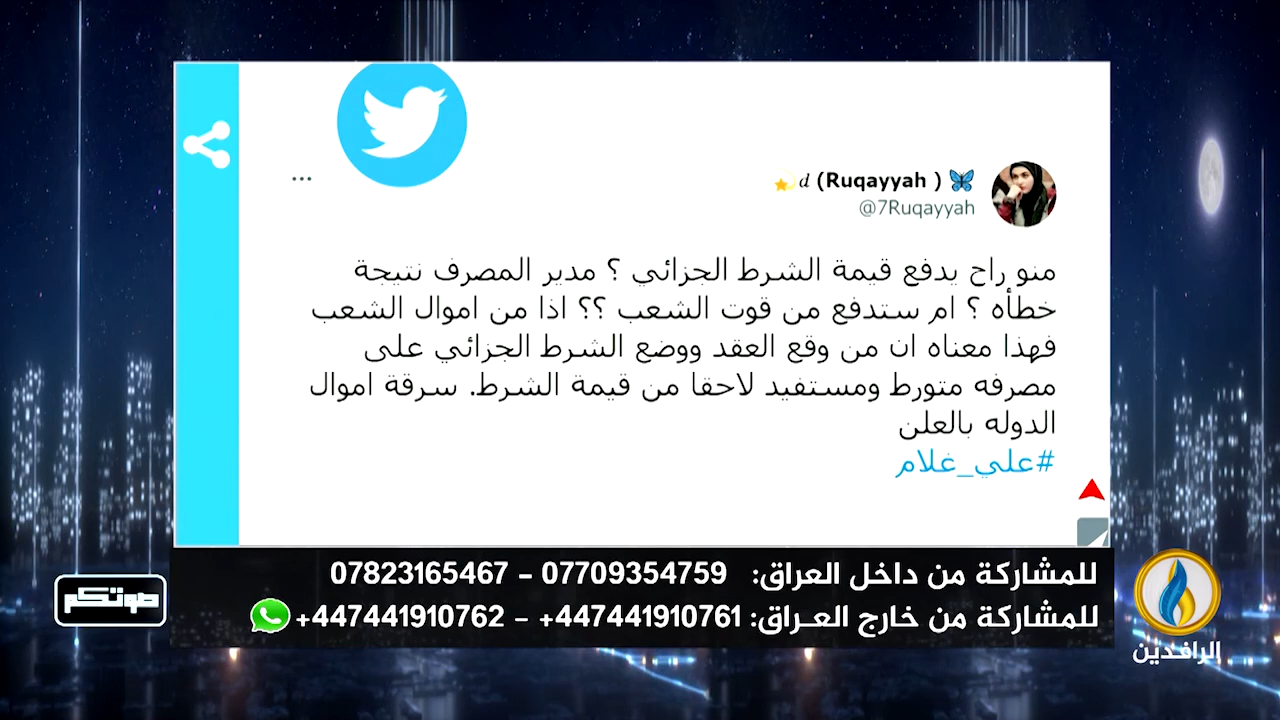 𝑑 (Ruqayyah )
@7Ruqayyah
منو راح يدفع قيمة الشرط الجزائي ؟ مدير المصرف نتيجة
خطأه ؟ ام ستدفع من قوت الشعب ؟؟ اذا من اموال الشعب
فهذا معناه ان من وقع العقد ووضع الشرط الجزائي على
مصرفه متورط ومستفيد لاحقا من قيمة الشرط. سرقة اموال
الدوله بالعلن
#علي_غلام
للمشاركة من داخل العراق: 07709354759 - 07823165467
للمشاركة من خارج العراق: 447441910761+ - 447441910762+
صوتكم
الرافدين